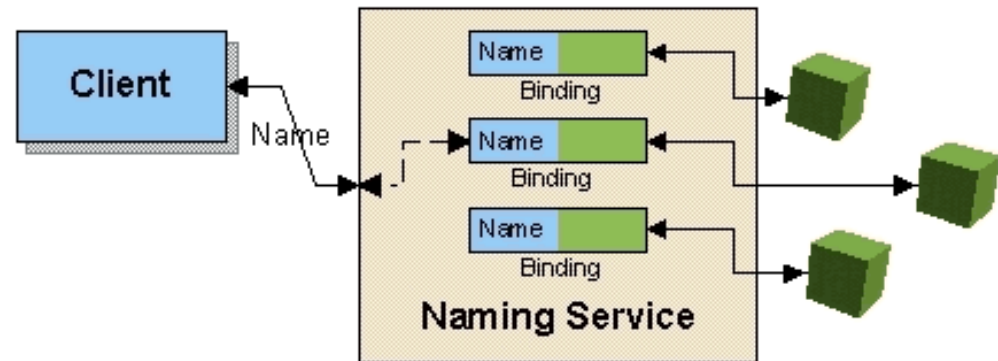 Client
Name
Name
Binding
Name
Binding
Name
Binding
Naming Service